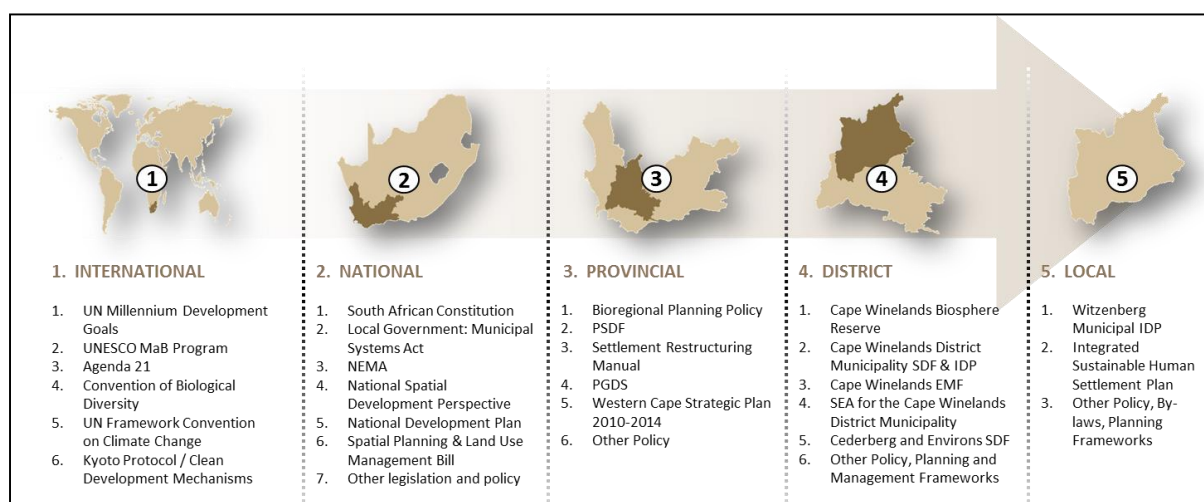 1
2
3
4
5
1. INTERNATIONAL
1. UN Millennium Development
Goals
2. UNESCO MaB Program
3. Agenda 21
4. Convention of Biological
Diversity
5. UN Framework Convention
on Climate Change
6. Kyoto Protocol / Clean
Development Mechanisms
2. NATIONAL
1. South African Constitution
2. Local Government: Municipal
Systems Act
3. NEMA
4. National Spatial
Development Perspective
5. National Development Plan
6. Spatial Planning & Land Use
Management Bill
7. Other legislation and policy
3. PROVINCIAL
1. Bioregional Planning Policy
2. PSDF
3. Settlement Restructuring
Manual
4. PGDS
5. Western Cape Strategic Plan
2010-2014
6. Other Policy
4. DISTRICT
1. Cape Winelands Biosphere
Reserve
2. Cape Winelands District
Municipality SDF & IDP
3. Cape Winelands EMF
4. SEA for the Cape Winelands
District Municipality
5. Cederberg and Environs SDF
6. Other Policy, Planning and
Management Frameworks
5. LOCAL
1. Witzenberg
Municipal IDP
2. Integrated
Sustainable Human
Settlement Plan
3. Other Policy, By-
laws, Planning
Frameworks